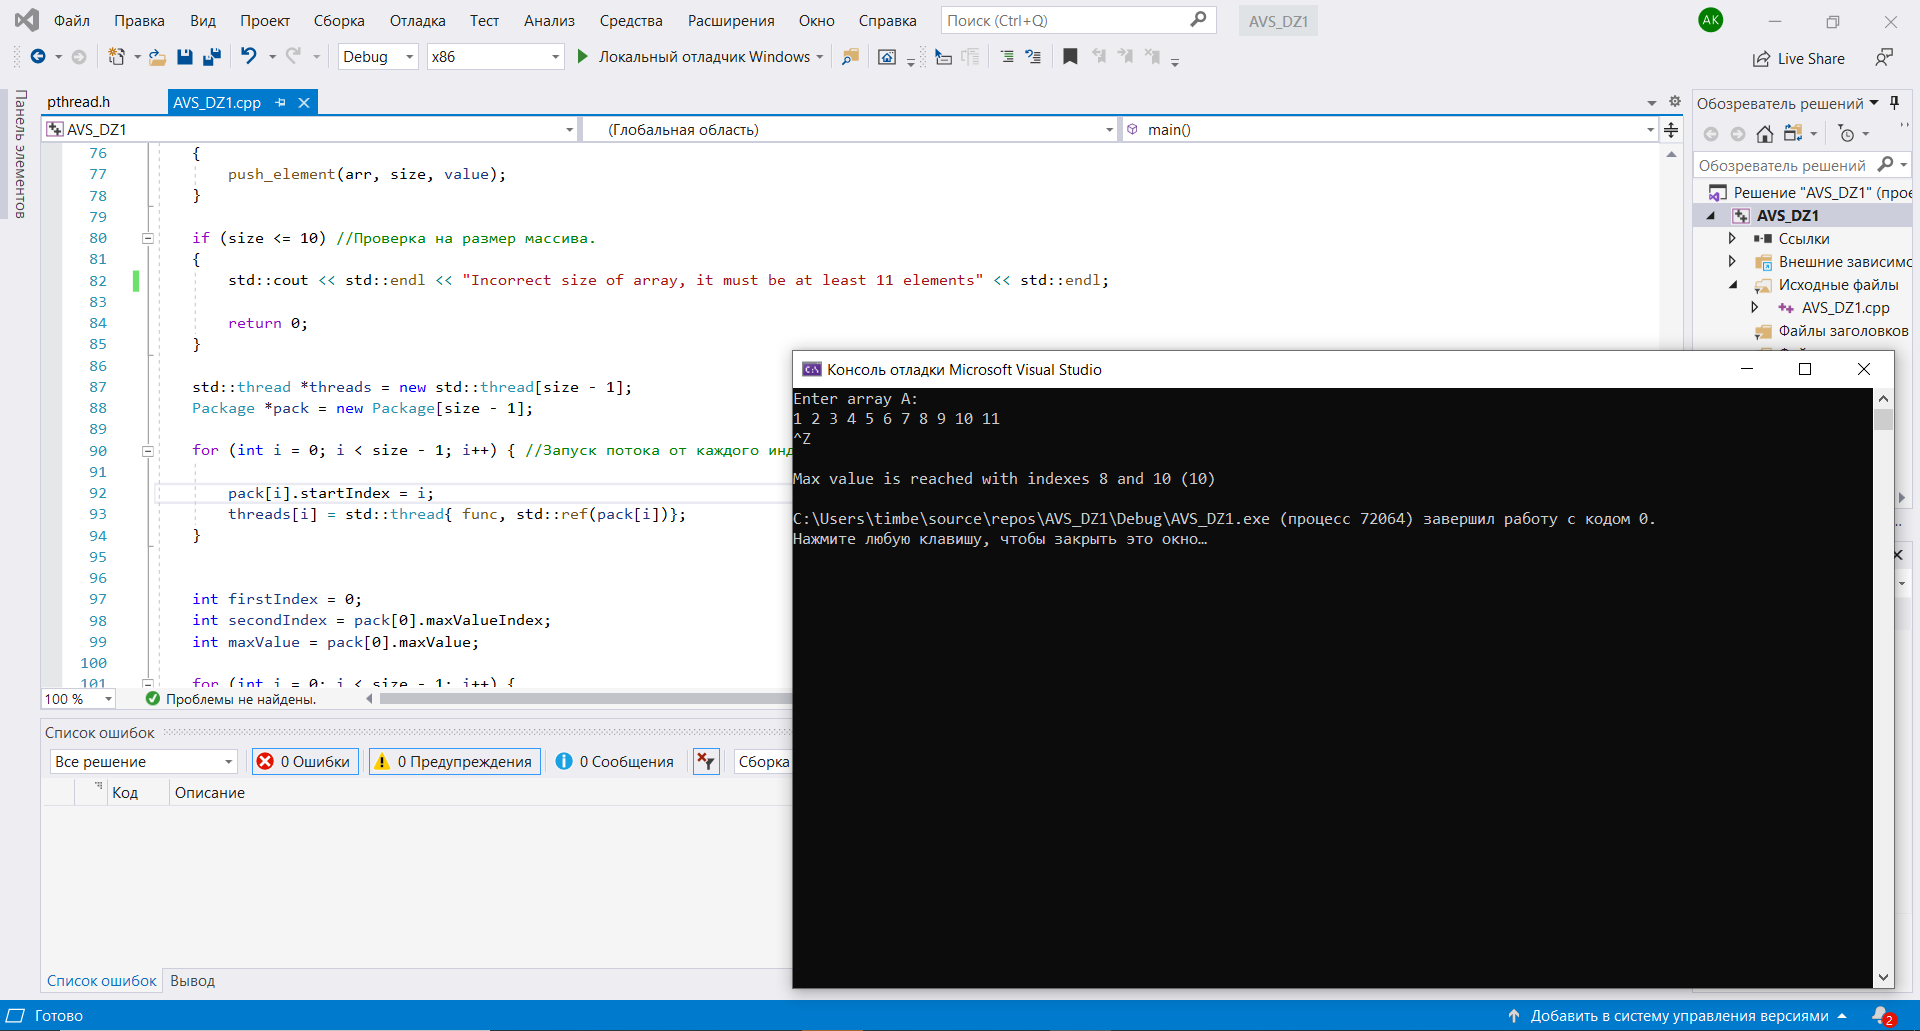 Файл Правка Вид Проект Сборка Отладка Тест Анализ Средства Расширения Окно Справка Поиск (Ctrl+Q) AVS_DZ1 AK
Debug x86 Локальный отладчик Windows Live Share
Панель элементов
pthread.h AVS_DZ1.cpp
AVS_DZ1 (Глобальная область) main()
76 {
77 push_element(arr, size, value);
78 }
79
80 if (size <= 10) //Проверка на размер массива.
81 {
82 std::cout << std::endl << "Incorrect size of array, it must be at least 11 elements" << std::endl;
83
84 return 0;
85 }
86
87 std::thread *threads = new std::thread[size - 1];
88 Package *pack = new Package[size - 1];
89
90 for (int i = 0; i < size - 1; i++) { //Запуск потока от каждого инд
91
92 pack[i].startIndex = i;
93 threads[i] = std::thread{ func, std::ref(pack[i])};
94 }
95
96
97 int firstIndex = 0;
98 int secondIndex = pack[0].maxValueIndex;
99 int maxValue = pack[0].maxValue;
100
101 for (int i = 0; i < size - 1; i++) {
100 % Проблемы не найдены.
Обозреватель решений
Обозреватель решений
Решение "AVS_DZ1" (прое
AVS_DZ1
Ссылки
Внешние зависимо
Исходные файлы
AVS_DZ1.cpp
Файлы заголовков
Консоль отладки Microsoft Visual Studio
Enter array A:
1 2 3 4 5 6 7 8 9 10 11
^Z
Max value is reached with indexes 8 and 10 (10)
C:\Users\timbe\source\repos\AVS_DZ1\Debug\AVS_DZ1.exe (процесс 72064) завершил работу с кодом 0.
Нажмите любую клавишу, чтобы закрыть это окно…
Список ошибок
Все решение 0 Ошибки 0 Предупреждения 0 Сообщения Сборка
Код Описание
Список ошибок Вывод
Готово Добавить в систему управления версиями 2